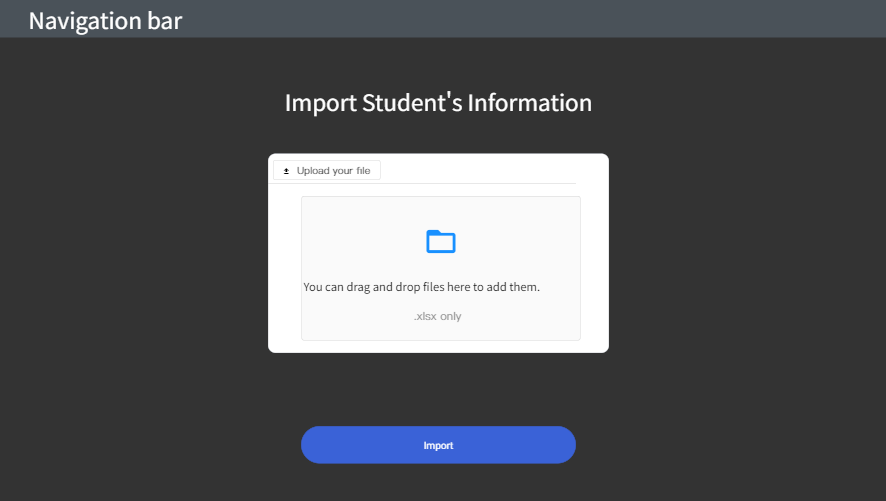 Navigation bar
Import Student's Information
Upload your file
You can drag and drop files here to add them.
.xlsx only
Import